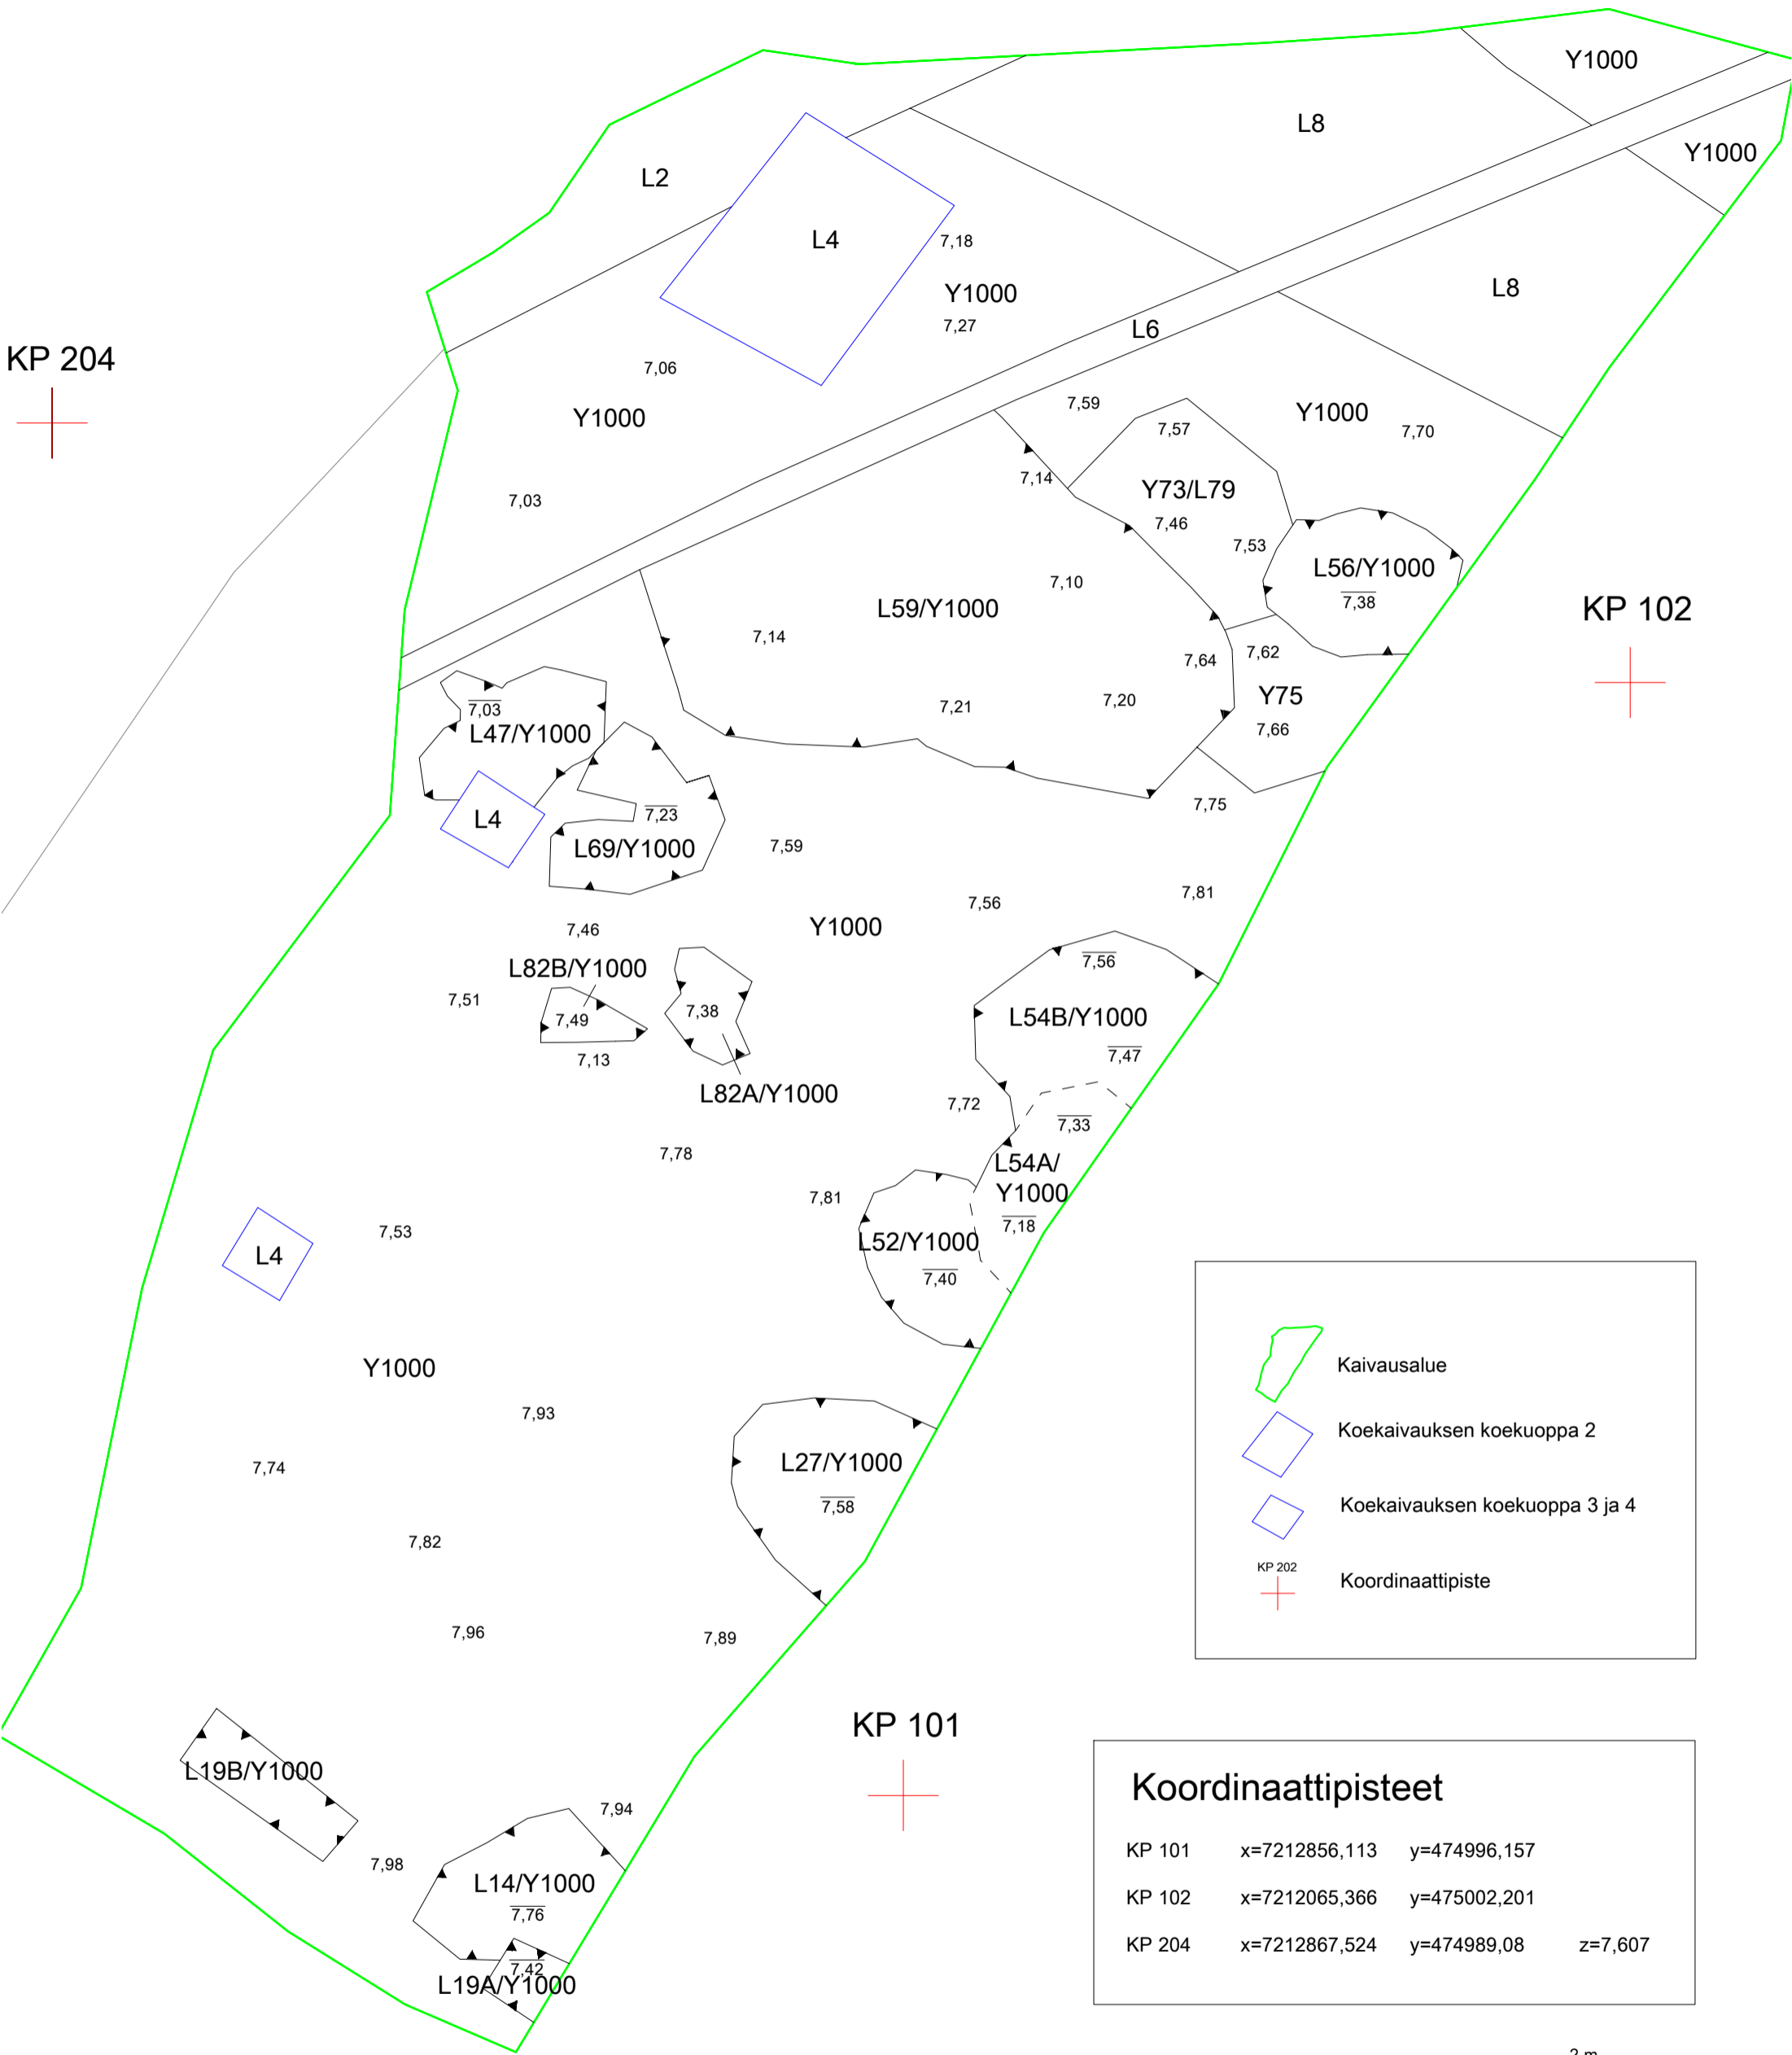 Y1000
L8
Y1000
L2
L4
7,18
Y1000
L8
7,27
L6
KP 204
7,06
7,59
Y1000
Y1000
7,57
7,70
7,14
Y73/L79
7,03
7,46
7,53
L56/Y1000
7,10
7,38
L59/Y1000
KP 102
7,14
7,64
7,62
Y75
7,20
7,03
7,21
7,66
L47/Y1000
7,75
7,23
L4
L69/Y1000
7,59
7,81
7,56
7,46
Y1000
7,56
L82B/Y1000
7,51
7,38
7,49
L54B/Y1000
7,47
7,13
L82A/Y1000
7,72
7,33
7,78
L54A/
Y1000
7,81
7,18
7,53
L52/Y1000
L4
7,40
Y1000
7,93
L27/Y1000
7,74
7,58
7,82
7,96
7,89
Kaivausalue
Koekaivauksen koekuoppa 2
Koekaivauksen koekuoppa 3 ja 4
KP 202
Koordinaattipiste
KP 101
L19B/Y1000
7,94
7,98
L14/Y1000
7,76
7,42
L19A/Y1000
Koordinaattipisteet
KP 101 x=7212856,113 y=474996,157
KP 102 x=7212065,366 y=475002,201
KP 204 x=7212867,524 y=474989,08 z=7,607
2 m